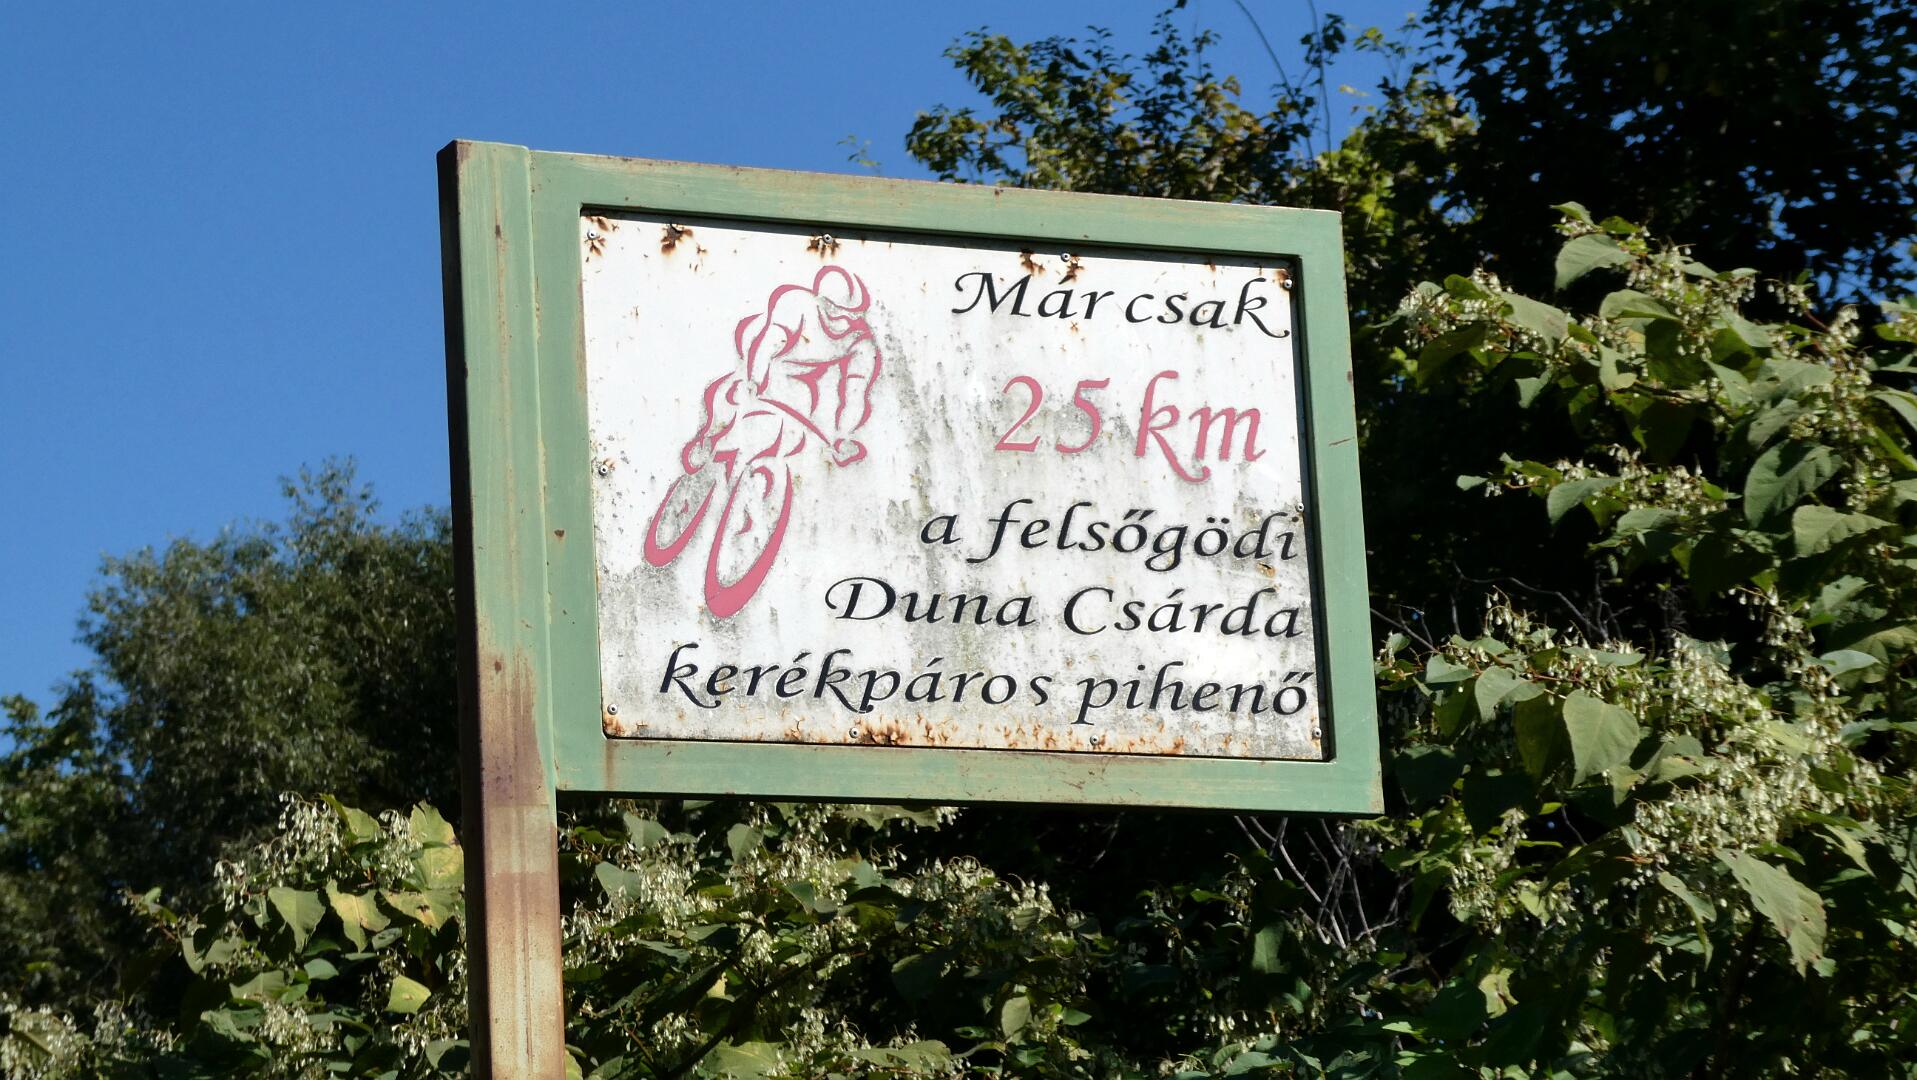 Már csak
25 km
a felsőgödi
Duna Csárda
kerékpáros pihenő